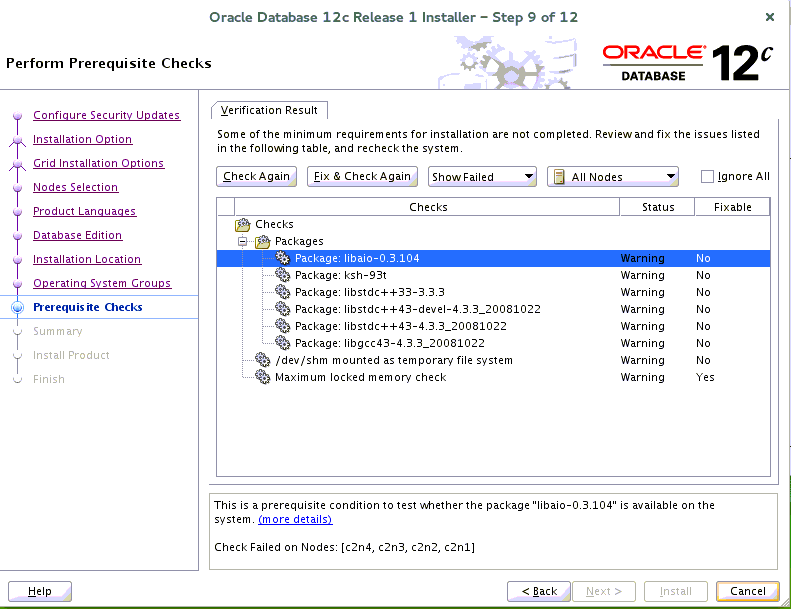 Oracle Database 12c Release 1 Installer – Step 9 of 12
Perform Prerequisite Checks
ORACLE®
DATABASE
12c
Configure Security Updates
Installation Option
Grid Installation Options
Nodes Selection
Product Languages
Database Edition
Installation Location
Operating System Groups
Prerequisite Checks
Summary
Install Product
Finish
Verification Result
Some of the minimum requirements for installation are not completed. Review and fix the issues listed
in the following table, and recheck the system.
Check Again Fix & Check Again Show Failed All Nodes Ignore All
Checks Status Fixable
Checks
Packages
Package: libaio-0.3.104 Warning No
Package: ksh-93t Warning No
Package: libstdc++33-3.3.3 Warning No
Package: libstdc++43-devel-4.3.3_20081022 Warning No
Package: libstdc++43-4.3.3_20081022 Warning No
Package: libgcc43-4.3.3_20081022 Warning No
/dev/shm mounted as temporary file system Warning No
Maximum locked memory check Warning Yes
This is a prerequisite condition to test whether the package "libaio-0.3.104" is available on the
system. (more details)
Check Failed on Nodes: [c2n4, c2n3, c2n2, c2n1]
Help < Back Next > Install Cancel